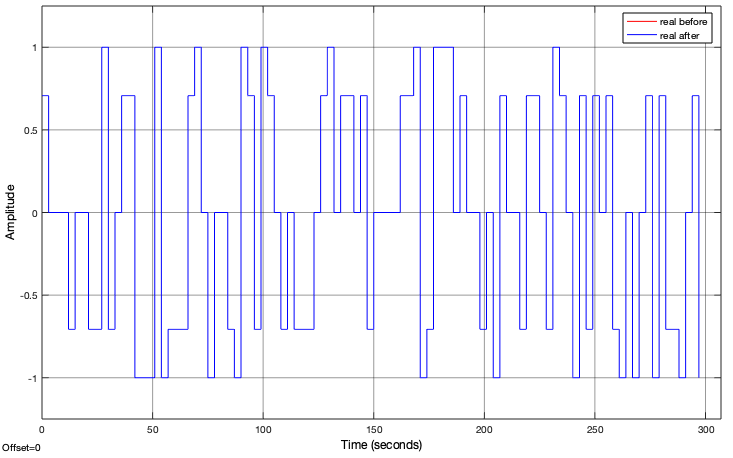 real before
real after
1
0.5
0
-0.5
-1
Amplitude
0 50 100 150 200 250 300
Time (seconds)
Offset=0